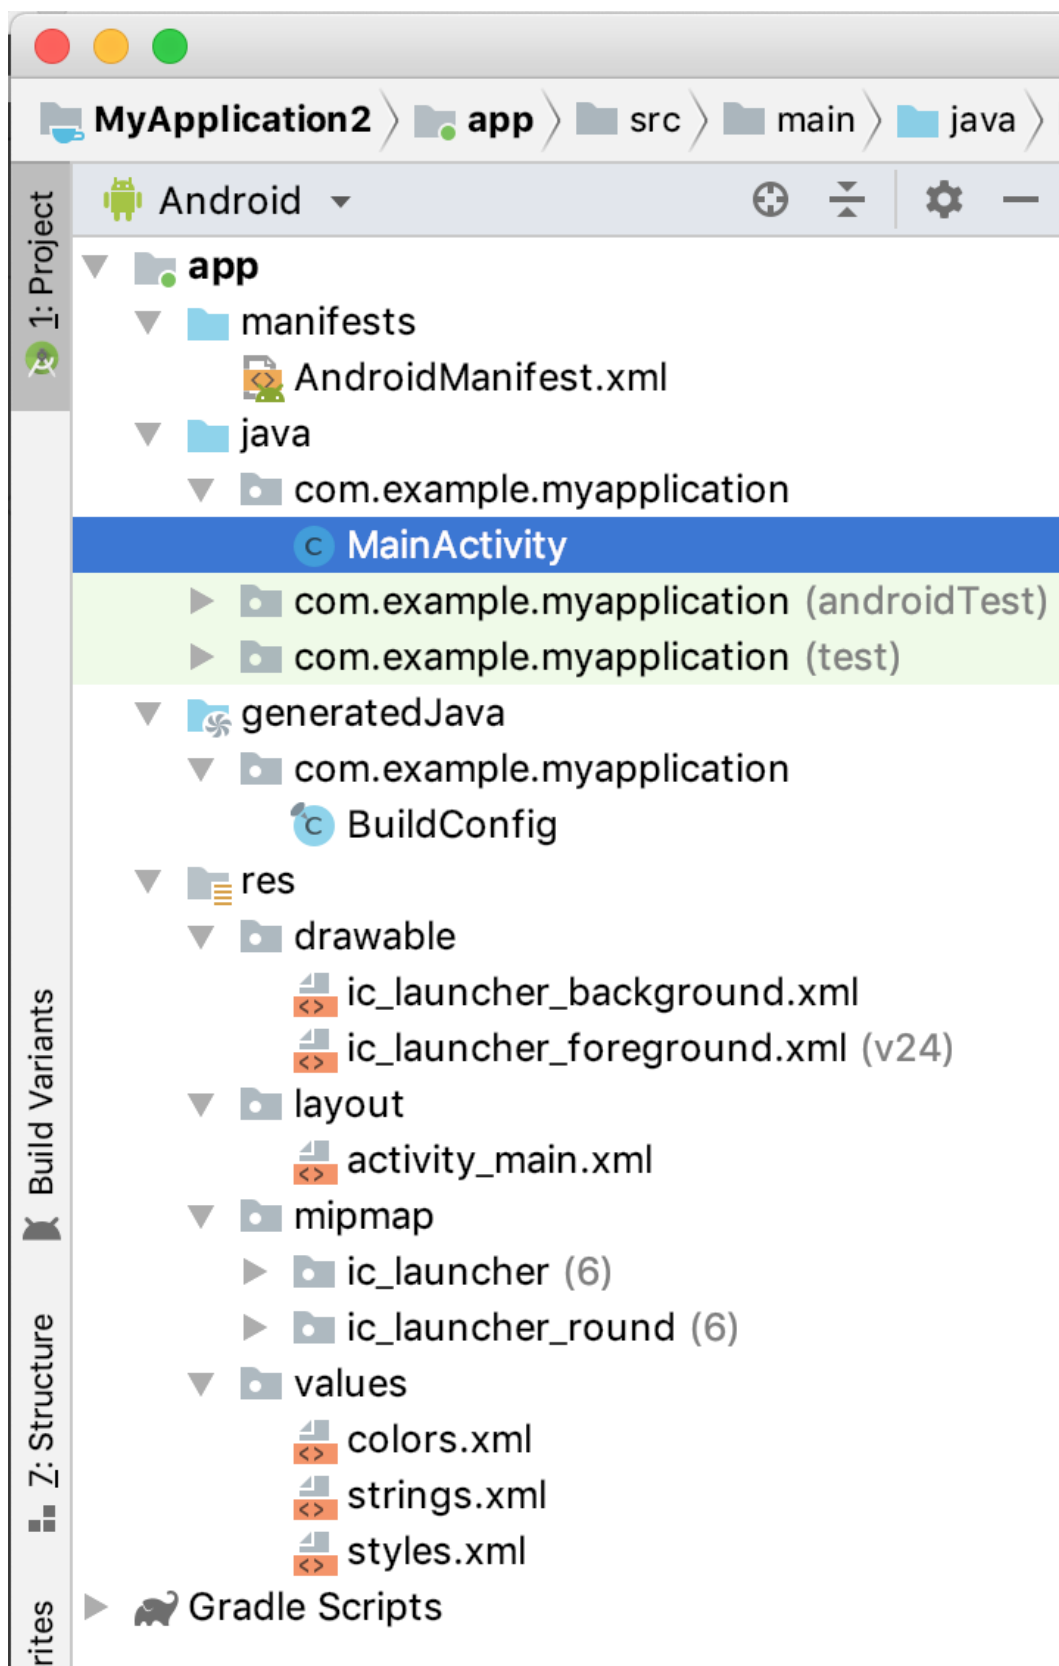 MyApplication2 app src main java
Android
1: Project
app
manifests
AndroidManifest.xml
java
com.example.myapplication
C MainActivity
com.example.myapplication (androidTest)
com.example.myapplication (test)
generatedJava
com.example.myapplication
C BuildConfig
res
drawable
ic_launcher_background.xml
ic_launcher_foreground.xml (v24)
layout
activity_main.xml
mipmap
ic_launcher (6)
ic_launcher_round (6)
values
colors.xml
strings.xml
styles.xml
Gradle Scripts
Build Variants
7: Structure
rites